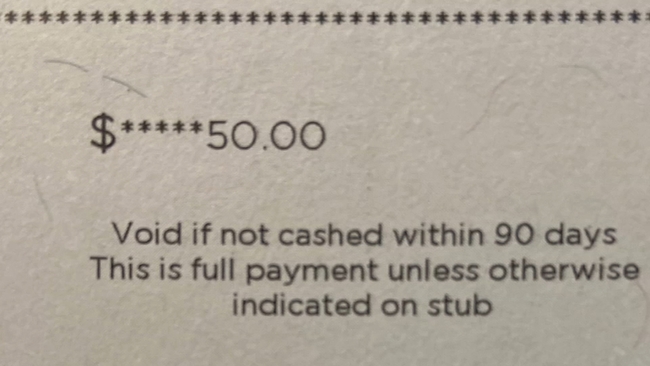 ************************************
$*****50.00
Void if not cashed within 90 days
This is full payment unless otherwise
indicated on stub